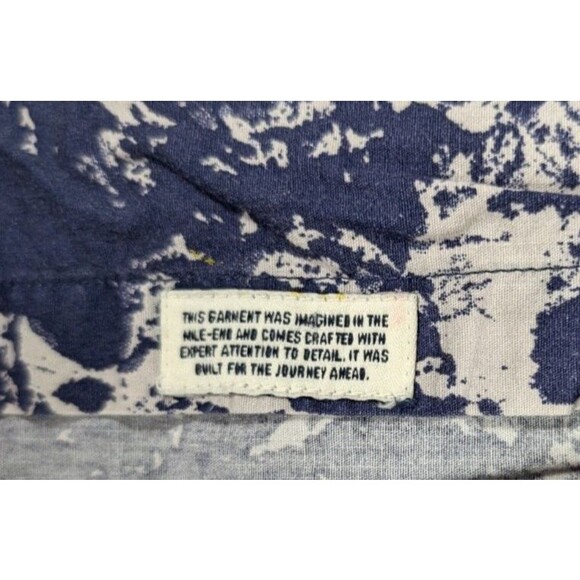 THIS GARMENT WAS IMAGINED IN THE
MILE-END AND COMES CRAFTED WITH
EXPERT ATTENTION TO DETAIL. IT WAS
BUILT FOR THE JOURNEY AHEAD.